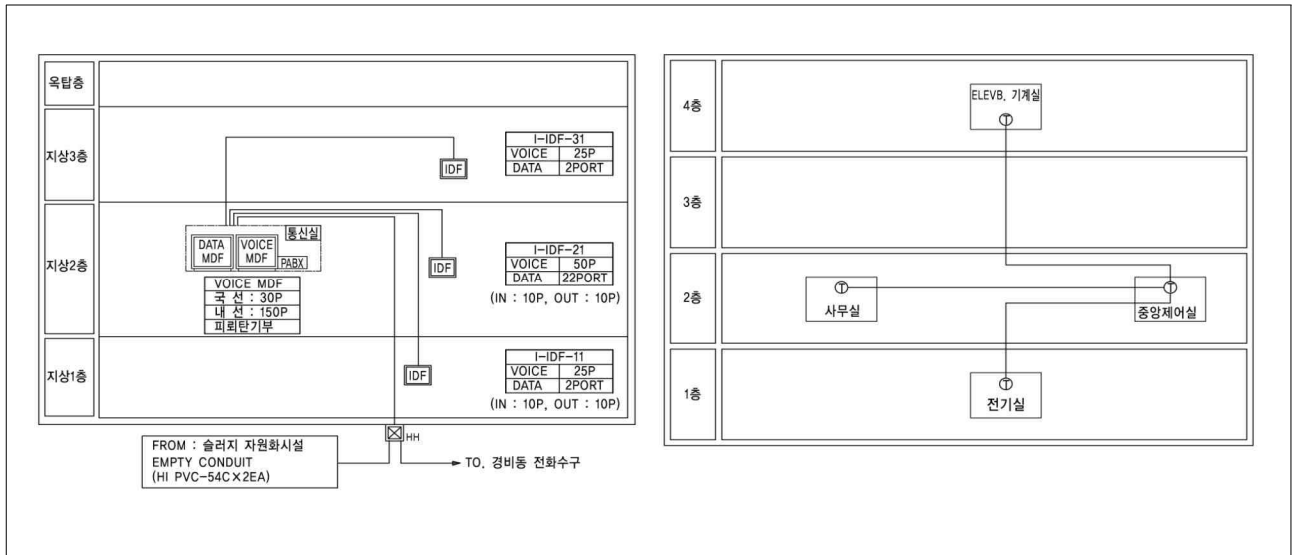 옥탑층
지상3층
I-IDF-31
VOICE 25P
DATA 2PORT
IDF
지상2층
통신실
DATA MDF
VOICE MDF
PABX
IDF
I-IDF-21
VOICE 50P
DATA 22PORT
(IN : 10P, OUT : 10P)
VOICE MDF
국 선 : 30P
내 선 : 150P
피뢰탄기부
지상1층
IDF
I-IDF-11
VOICE 25P
DATA 2PORT
(IN : 10P, OUT : 10P)
HH
FROM : 슬러지 자원화시설
EMPTY CONDUIT
(HI PVC-54C×2EA)
TO, 경비동 전화수구
4층
ELEVB, 기계실
T
3층
2층
T
사무실
T
중앙제어실
1층
T
전기실